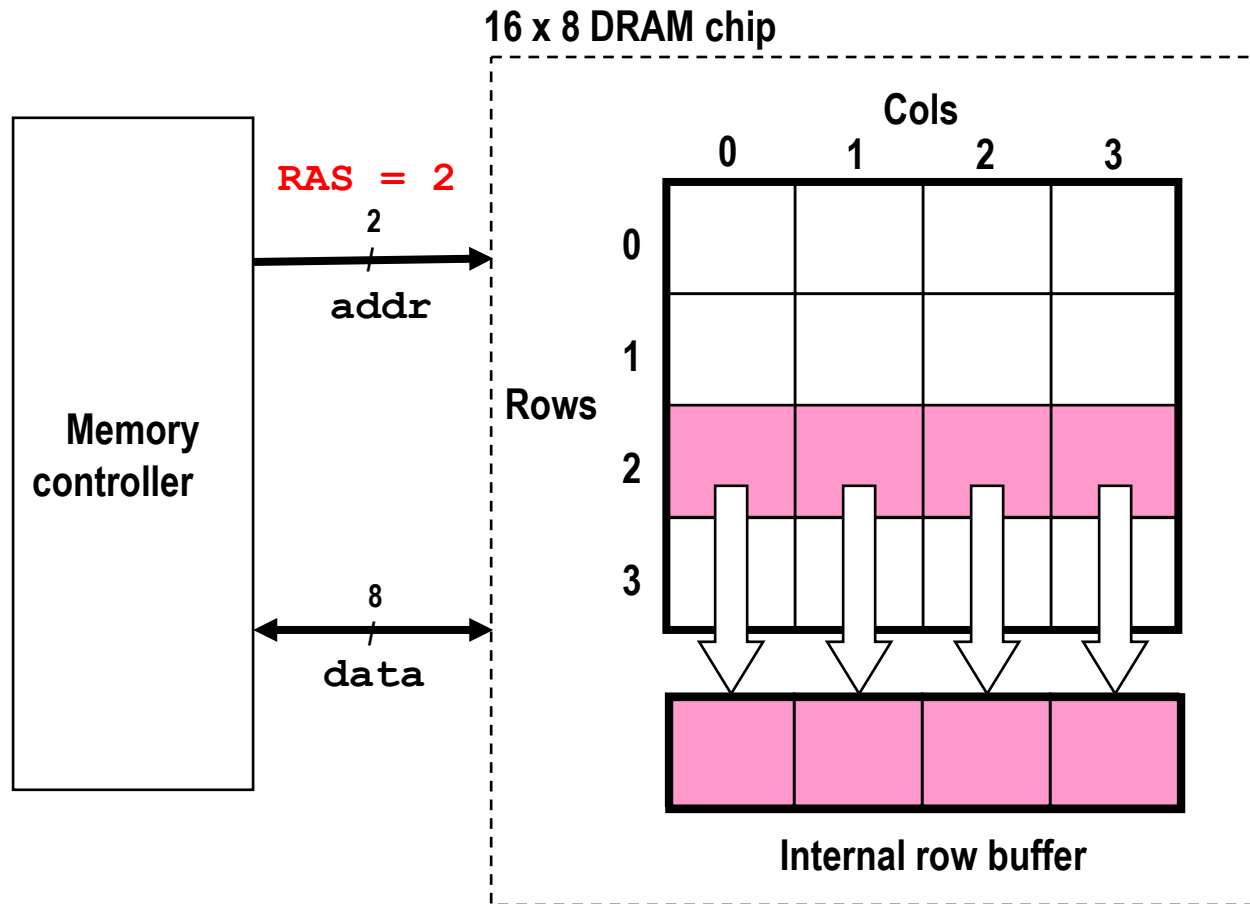 16 x 8 DRAM chip
Cols
0 1 2 3
RAS = 2
2
addr
0
1
Rows
2
3
Memory
controller
8
data
Internal row buffer